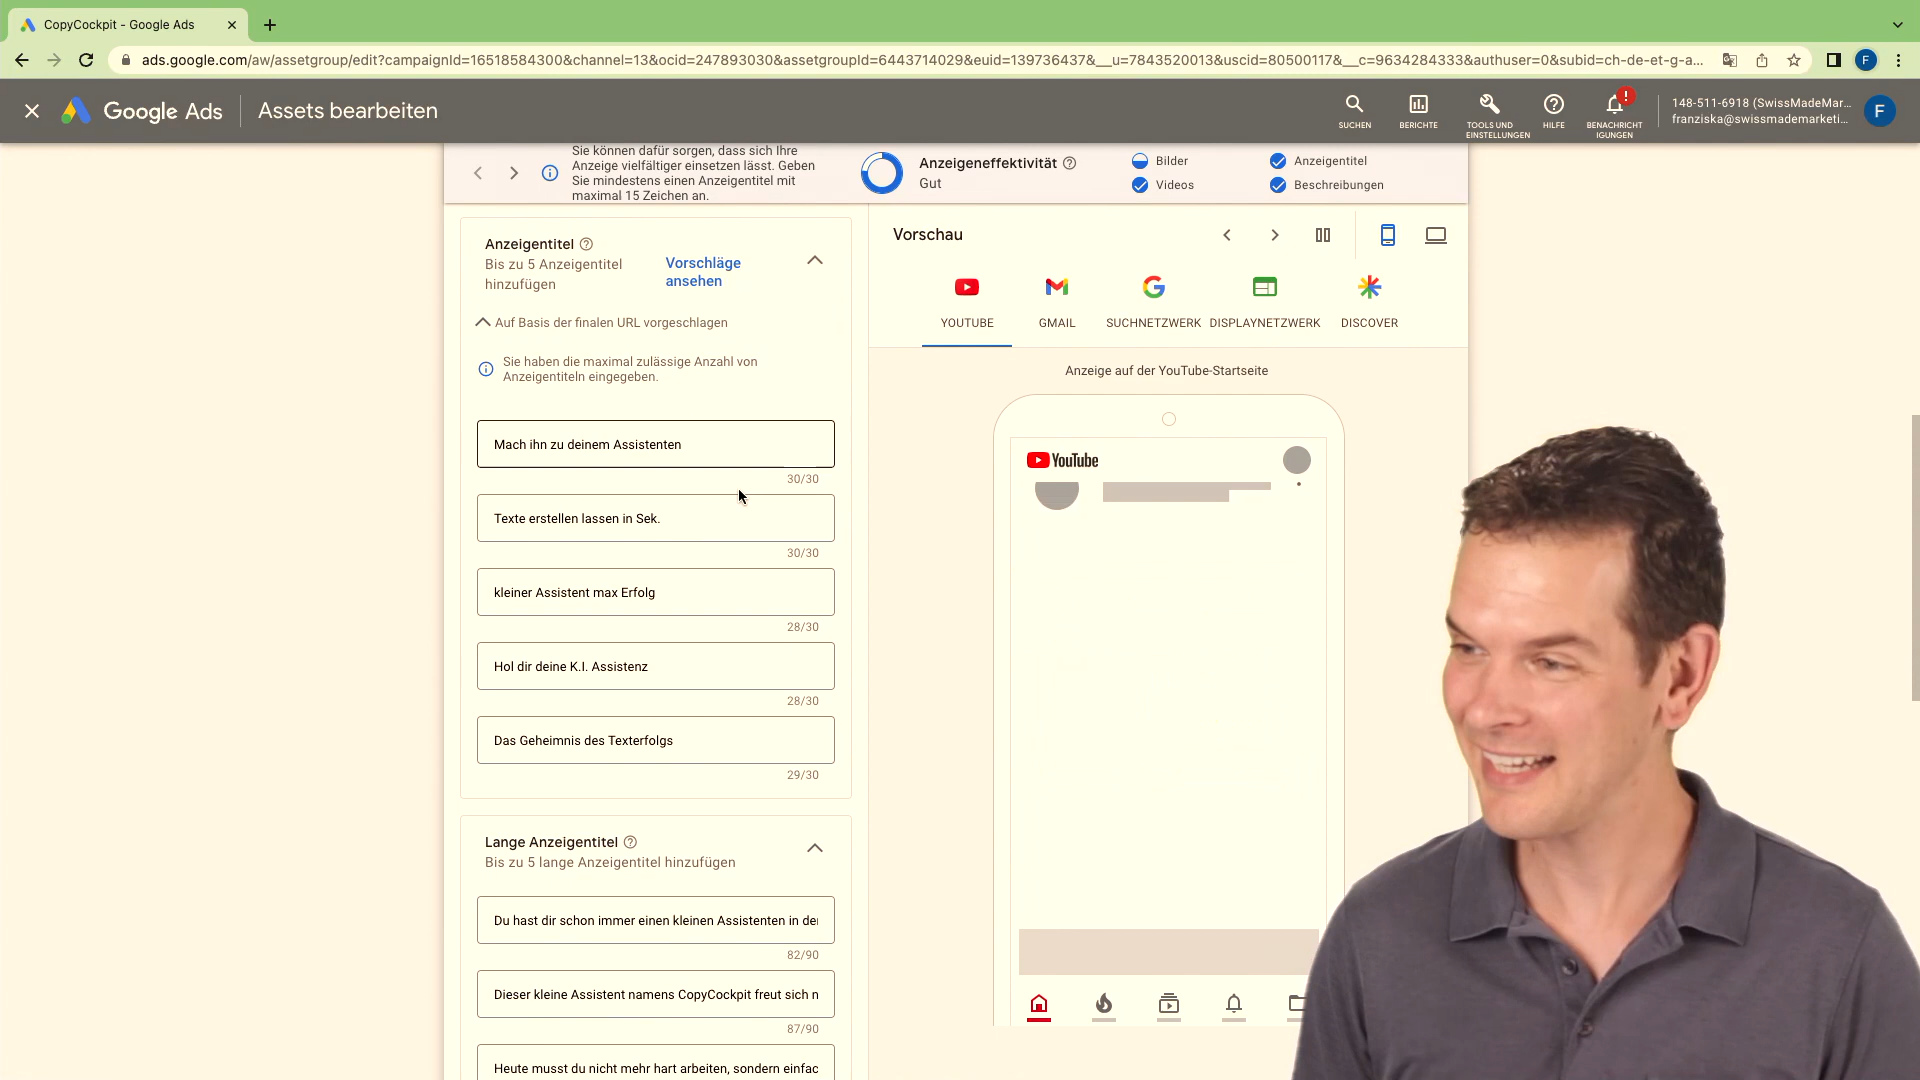 CopyCockpit - Google Ads
ads.google.com/aw/assetgroup/edit?campaignId=16518584300&channel=13&ocid=247893030&assetgroupId=6443714029&euid=139736437&__u=7843520013&uscid=80500117&__c=9634284333&authuser=0&subid=ch-de-et-g-a...
F
Google Ads
Assets bearbeiten
SUCHEN
BERICHTE
TOOLS UND EINSTELLUNGEN
HILFE
!
BENACHRICHTIGUNGEN
148-511-6918 (SwissMadeMar...
franziska@swissmademarketi...
F
Sie können dafür sorgen, dass sich Ihre
Anzeige vielfältiger einsetzen lässt. Geben
Sie mindestens einen Anzeigentitel mit
maximal 15 Zeichen an.
Anzeigeneffektivität
Gut
Bilder
Videos
Anzeigentitel
Beschreibungen
Anzeigentitel
Bis zu 5 Anzeigentitel
hinzufügen
Vorschläge
ansehen
Auf Basis der finalen URL vorgeschlagen
Sie haben die maximal zulässige Anzahl von
Anzeigentiteln eingegeben.
Mach ihn zu deinem Assistenten
30/30
Texte erstellen lassen in Sek.
30/30
kleiner Assistent max Erfolg
28/30
Hol dir deine K.I. Assistenz
28/30
Das Geheimnis des Texterfolgs
29/30
Lange Anzeigentitel
Bis zu 5 lange Anzeigentitel hinzufügen
Du hast dir schon immer einen kleinen Assistenten in der
82/90
Dieser kleine Assistent namens CopyCockpit freut sich n
87/90
Heute musst du nicht mehr hart arbeiten, sondern einfac
Vorschau
YOUTUBE
GMAIL
SUCHNETZWERK
DISPLAYNETZWERK
DISCOVER
Anzeige auf der YouTube-Startseite
YouTube